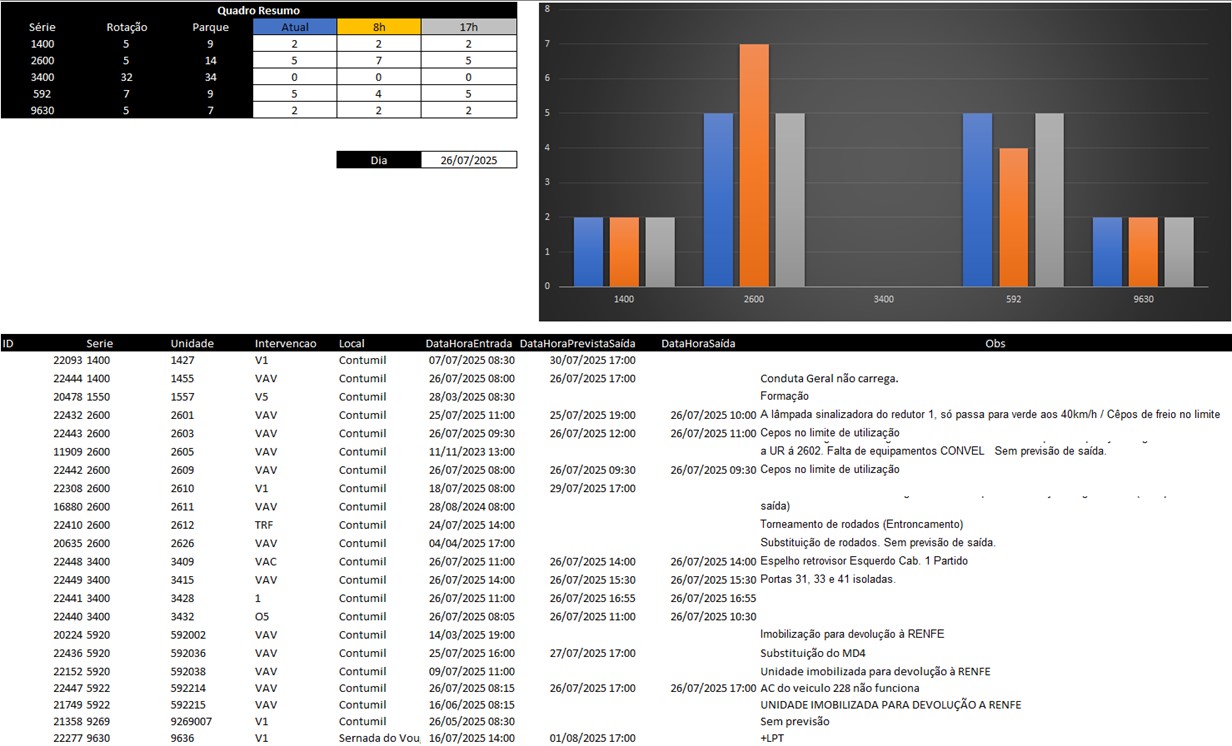 Quadro Resumo
Série Rotação Parque Atual 8h 17h
1400 5 9 2 2 2
2600 5 14 5 7 5
3400 32 34 0 0 0
592 7 9 5 4 5
9630 5 7 2 2 2
Dia 26/07/2025
8
7
6
5
4
3
2
1
0
1400 2600 3400 592 9630
ID Serie Unidade Intervencao Local DataHoraEntrada DataHoraPrevistaSaída DataHoraSaída Obs
22093 1400 1427 V1 Contumil 07/07/2025 08:30 30/07/2025 17:00
22444 1400 1455 VAV Contumil 26/07/2025 08:00 26/07/2025 17:00 Conduta Geral não carrega.
20478 1550 1557 V5 Contumil 28/03/2025 08:30 Formação
22432 2600 2601 VAV Contumil 25/07/2025 11:00 25/07/2025 19:00 26/07/2025 10:00 A lâmpada sinalizadora do redutor 1, só passa para verde aos 40km/h / Cêpos de freio no limite
22443 2600 2603 VAV Contumil 26/07/2025 09:30 26/07/2025 12:00 26/07/2025 11:00 Cepos no limite de utilização
11909 2600 2605 VAV Contumil 11/11/2023 13:00 a UR á 2602. Falta de equipamentos CONVEL Sem previsão de saída.
22442 2600 2609 VAV Contumil 26/07/2025 08:00 26/07/2025 09:30 26/07/2025 09:30 Cepos no limite de utilização
22308 2600 2610 V1 Contumil 18/07/2025 08:00 29/07/2025 17:00
16880 2600 2611 VAV Contumil 28/08/2024 08:00 saída)
22410 2600 2612 TRF Contumil 24/07/2025 14:00 Torneamento de rodados (Entroncamento)
20635 2600 2626 VAV Contumil 04/04/2025 17:00 Substituição de rodados. Sem previsão de saída.
22448 3400 3409 VAC Contumil 26/07/2025 11:00 26/07/2025 14:00 26/07/2025 14:00 Espelho retrovisor Esquerdo Cab. 1 Partido
22449 3400 3415 VAV Contumil 26/07/2025 14:00 26/07/2025 15:30 26/07/2025 15:30 Portas 31, 33 e 41 isoladas.
22441 3400 3428 1 Contumil 26/07/2025 11:00 26/07/2025 16:55 26/07/2025 16:55
22440 3400 3432 O5 Contumil 26/07/2025 08:05 26/07/2025 11:00 26/07/2025 10:30
20224 5920 592002 VAV Contumil 14/03/2025 19:00 Imobilização para devolução à RENFE
22436 5920 592036 VAV Contumil 25/07/2025 16:00 27/07/2025 17:00 Substituição do MD4
22152 5920 592038 VAV Contumil 09/07/2025 11:00 Unidade imobilizada para devolução à RENFE
22447 5922 592214 VAV Contumil 26/07/2025 08:15 26/07/2025 17:00 26/07/2025 17:00 AC do veiculo 228 não funciona
21749 5922 592215 VAV Contumil 16/06/2025 08:15 UNIDADE IMOBILIZADA PARA DEVOLUÇÃO A RENFE
21358 9269 9269007 V1 Contumil 26/05/2025 08:30 Sem previsão
22277 9630 9636 V1 Sernada do Vou 16/07/2025 14:00 01/08/2025 17:00 +LPT